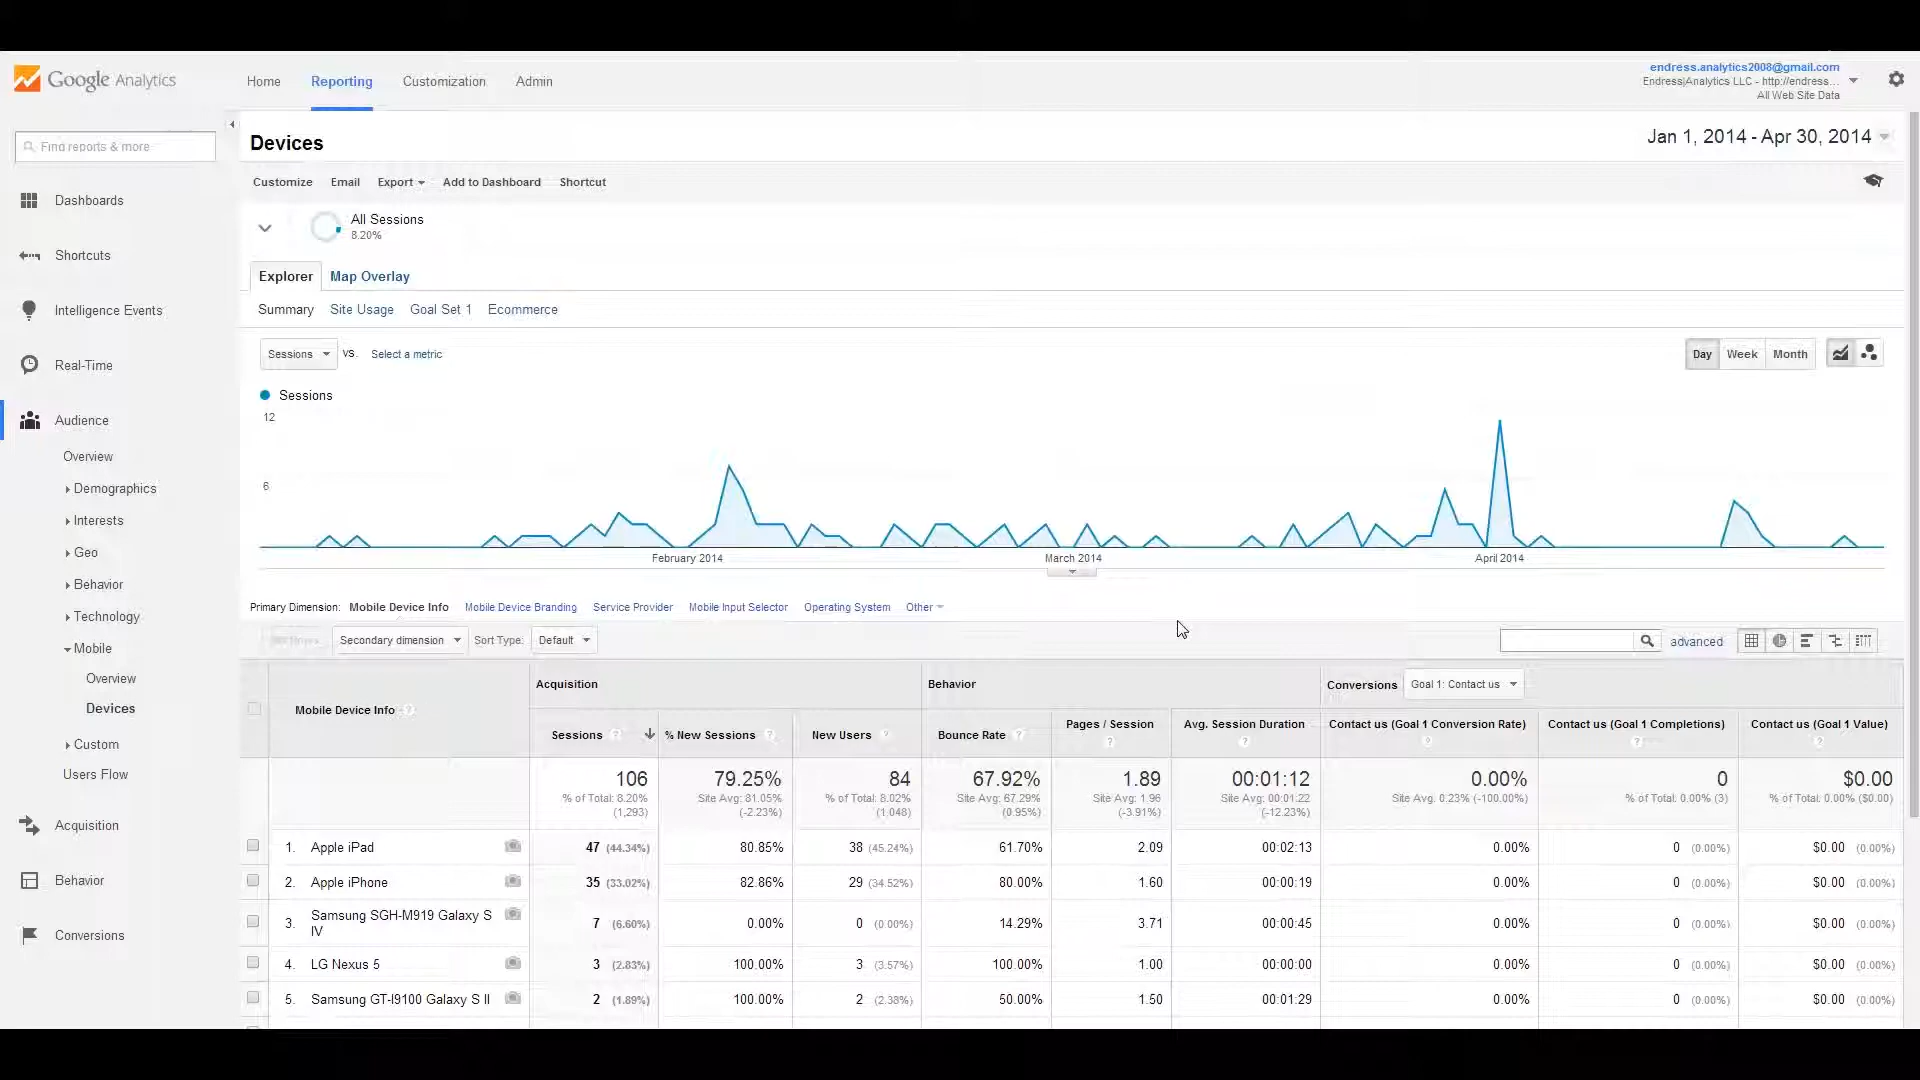 Google Analytics
Home
Reporting
Customization
Admin
endress.analytics2008@gmail.com
Endress|Analytics LLC - http://endress...
All Web Site Data
Find reports & more
Dashboards
Shortcuts
Intelligence Events
Real-Time
Audience
Overview
Demographics
Interests
Geo
Behavior
Technology
Mobile
Overview
Devices
Custom
Users Flow
Acquisition
Behavior
Conversions
Devices
Jan 1, 2014 - Apr 30, 2014
Customize Email Export Add to Dashboard Shortcut
All Sessions
8.20%
Explorer Map Overlay
Summary Site Usage Goal Set 1 Ecommerce
Sessions VS. Select a metric
Day Week Month
Sessions
12
6
February 2014 March 2014 April 2014
Primary Dimension: Mobile Device Info Mobile Device Branding Service Provider Mobile Input Selector Operating System Other
Secondary dimension Sort Type: Default
advanced
Acquisition Behavior Conversions Goal 1: Contact us
Mobile Device Info ?
Sessions ? % New Sessions ? New Users ? Bounce Rate ? Pages / Session ? Avg. Session Duration ? Contact us (Goal 1 Conversion Rate) ? Contact us (Goal 1 Completions) ? Contact us (Goal 1 Value) ?
106 79.25% 84 67.92% 1.89 00:01:12 0.00% 0 $0.00
% of Total: 8.20% Site Avg: 81.05% % of Total: 8.02% Site Avg: 67.29% Site Avg: 1.96 Site Avg: 00:01:22 Site Avg: 0.23% (-100.00%) % of Total: 0.00% (3) % of Total: 0.00% ($0.00)
(1,293) (-2.23%) (1,048) (0.95%) (-3.91%) (-12.23%)
1. Apple iPad 47 (44.34%) 80.85% 38 (45.24%) 61.70% 2.09 00:02:13 0.00% 0 (0.00%) $0.00 (0.00%)
2. Apple iPhone 35 (33.02%) 82.86% 29 (34.52%) 80.00% 1.60 00:00:19 0.00% 0 (0.00%) $0.00 (0.00%)
3. Samsung SGH-M919 Galaxy S
IV 7 (6.60%) 0.00% 0 (0.00%) 14.29% 3.71 00:00:45 0.00% 0 (0.00%) $0.00 (0.00%)
4. LG Nexus 5 3 (2.83%) 100.00% 3 (3.57%) 100.00% 1.00 00:00:00 0.00% 0 (0.00%) $0.00 (0.00%)
5. Samsung GT-I9100 Galaxy S II 2 (1.89%) 100.00% 2 (2.38%) 50.00% 1.50 00:01:29 0.00% 0 (0.00%) $0.00 (0.00%)